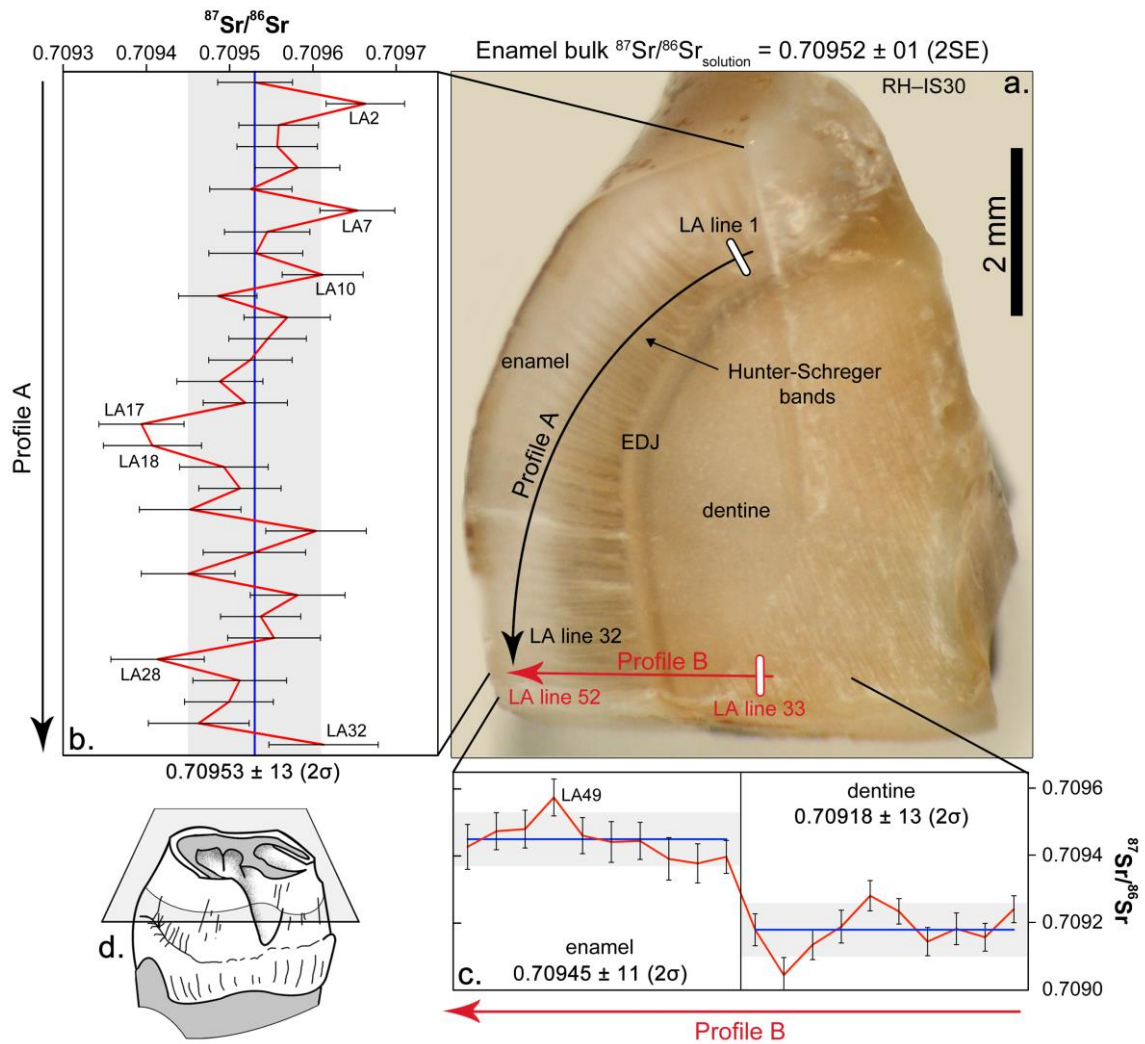 ⁸⁷Sr/⁸⁶Sr
0.7093 0.7094 0.7095 0.7096 0.7097
Profile A
LA2
LA7
LA10
LA17
LA18
LA28
LA32
b.
0.70953 ± 13 (2σ)
Enamel bulk ⁸⁷Sr/⁸⁶Sr solution = 0.70952 ± 01 (2SE)
RH–IS30
a.
2 mm
LA line 1
enamel
Hunter-Schreger
bands
Profile A
EDJ
dentine
LA line 32
Profile B
LA line 52
LA line 33
LA49
dentine
0.70918 ± 13 (2σ)
enamel
0.70945 ± 11 (2σ)
c.
0.7096
0.7094
0.7092
0.7090
⁸⁷Sr/⁸⁶Sr
Profile B
d.